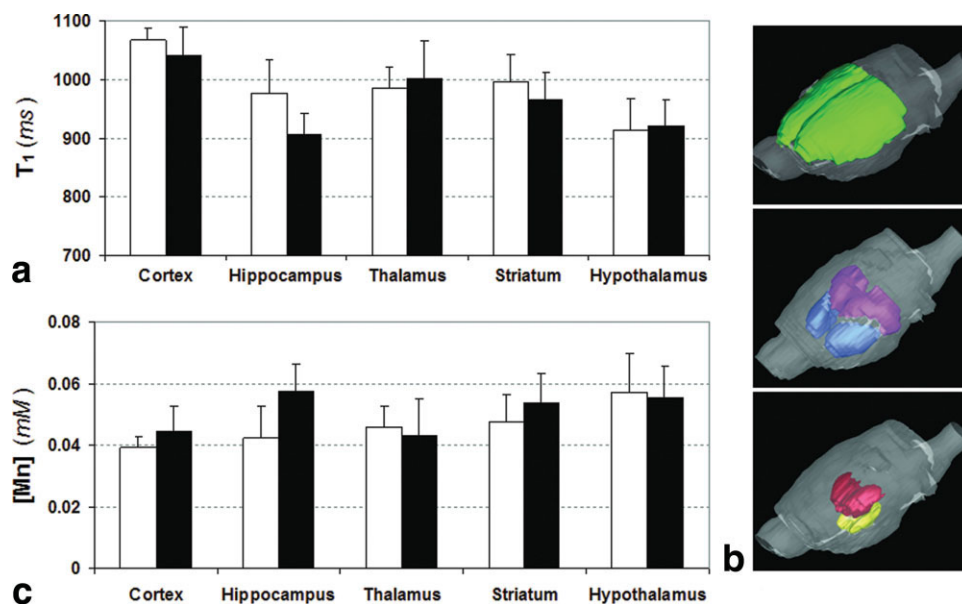 1100
1000
900
800
700
T₁ (ms)
Cortex Hippocampus Thalamus Striatum Hypothalamus
a
0.08
0.06
0.04
0.02
0
[Mn] (mM)
Cortex Hippocampus Thalamus Striatum Hypothalamus
c
b